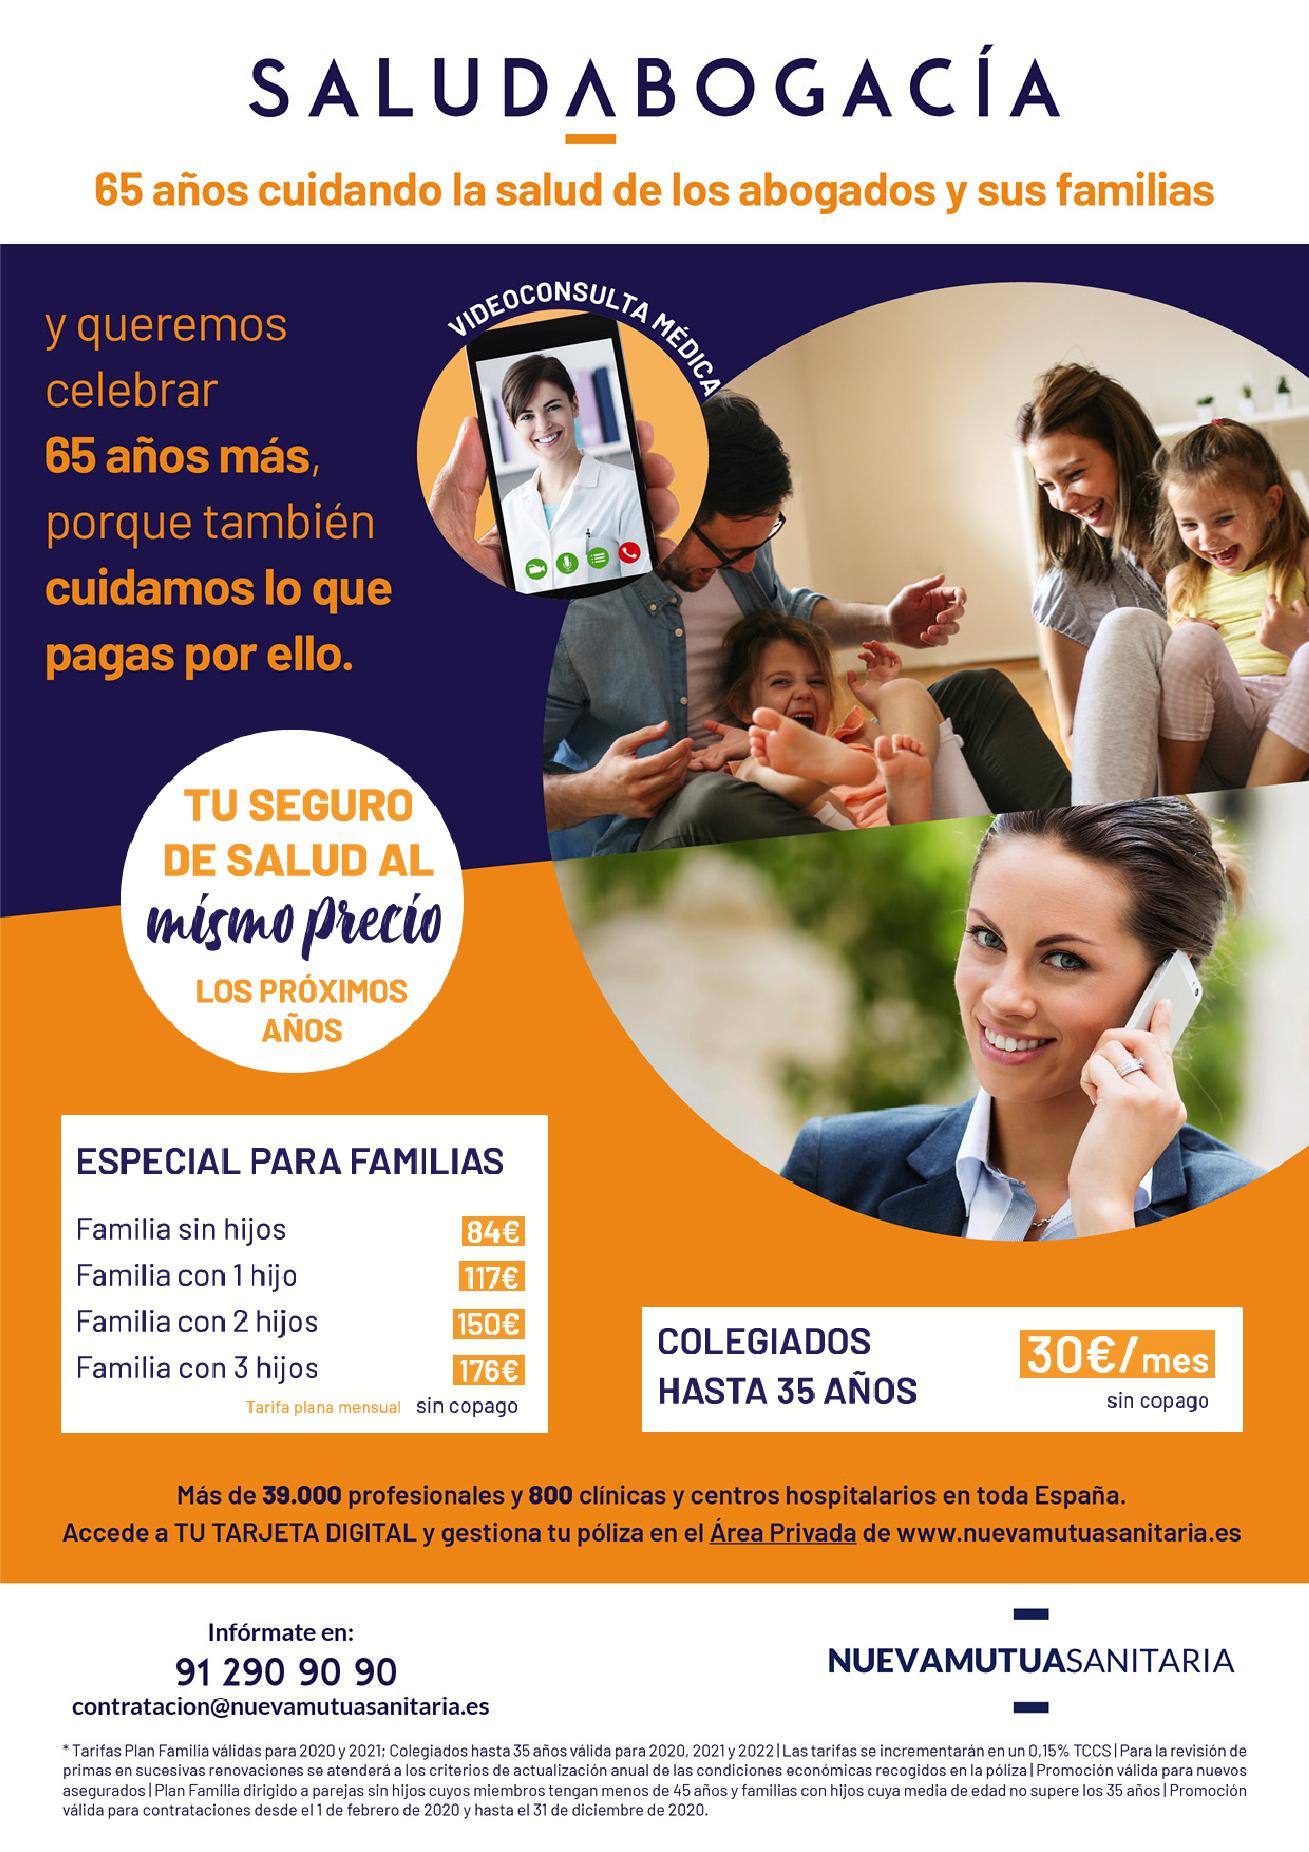 SALUDABOGACÍA
65 años cuidando la salud de los abogados y sus familias
y queremos
celebrar
65 años más,
porque también
cuidamos lo que
pagas por ello.
VIDEOCONSULTA MÉDICA
TU SEGURO
DE SALUD AL
mismo precio
LOS PRÓXIMOS
AÑOS
ESPECIAL PARA FAMILIAS
Familia sin hijos 84€
Familia con 1 hijo 117€
Familia con 2 hijos 150€
Familia con 3 hijos 176€
Tarifa plana mensual sin copago
COLEGIADOS
HASTA 35 AÑOS
30€/mes
sin copago
Más de 39.000 profesionales y 800 clínicas y centros hospitalarios en toda España.
Accede a TU TARJETA DIGITAL y gestiona tu póliza en el Área Privada de www.nuevamutuasanitaria.es
Infórmate en:
91 290 90 90
contratacion@nuevamutuasanitaria.es
NUEVAMUTUASANITARIA
* Tarifas Plan Familia válidas para 2020 y 2021; Colegiados hasta 35 años válida para 2020, 2021 y 2022 | Las tarifas se incrementarán en un 0,15% TCCS | Para la revisión de
primas en sucesivas renovaciones se atenderá a los criterios de actualización anual de las condiciones económicas recogidos en la póliza | Promoción válida para nuevos
asegurados | Plan Familia dirigido a parejas sin hijos cuyos miembros tengan menos de 45 años y familias con hijos cuya media de edad no supere los 35 años | Promoción
válida para contrataciones desde el 1 de febrero de 2020 y hasta el 31 de diciembre de 2020.